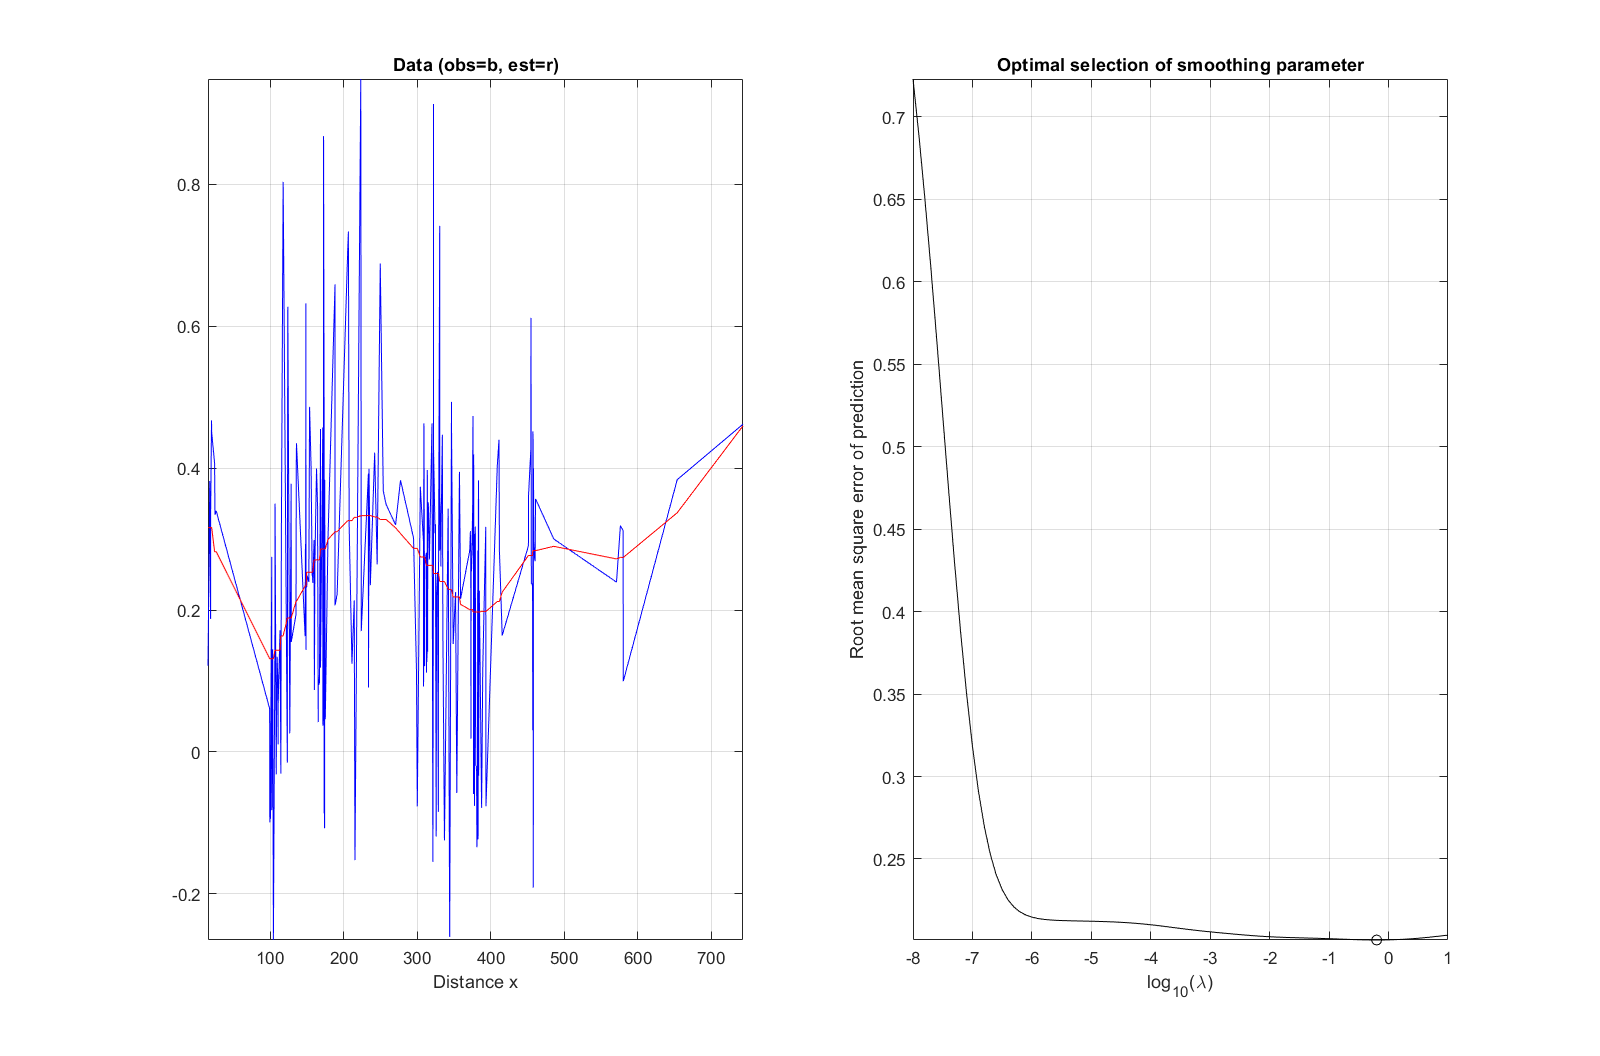 Data (obs=b, est=r)
0.8
0.6
0.4
0.2
0
-0.2
100 200 300 400 500 600 700
Distance x
Optimal selection of smoothing parameter
Root mean square error of prediction
0.7
0.65
0.6
0.55
0.5
0.45
0.4
0.35
0.3
0.25
-8 -7 -6 -5 -4 -3 -2 -1 0 1
log10(λ)